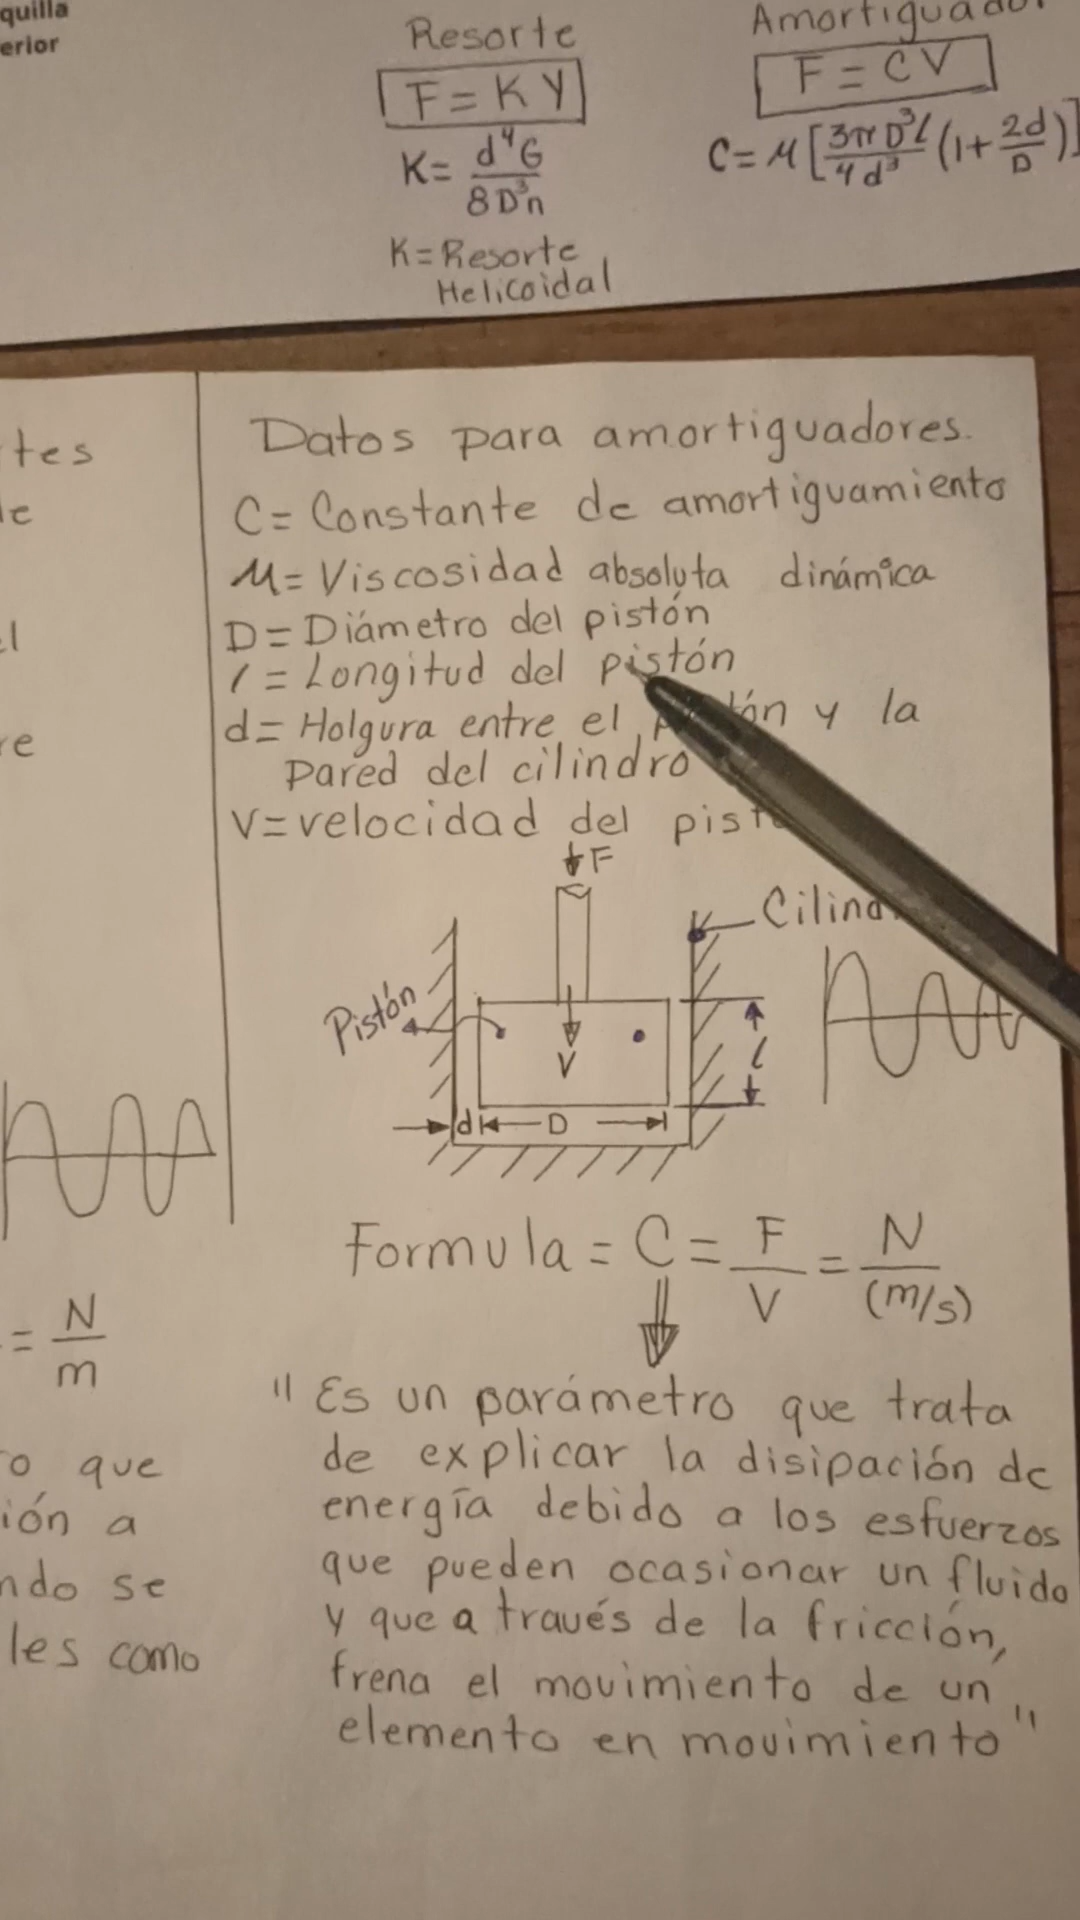 quilla
erior
Resorte
F = K Y
K = d⁴G / 8D³n
K = Resorte
Helicoidal
Amortiguador
F = C V
C = μ [ 3πD³l / 4d³ (1 + 2d / D) ]
tes
el
re
= N / m
que
ión a
ndo se
les como
Datos para amortiguadores.
C = Constante de amortiguamiento
μ = Viscosidad absoluta dinámica
D = Diámetro del pistón
l = Longitud del pistón
d = Holgura entre el y la
Pared del cilindro
V = velocidad del
F
Pistón
V
l
d
D
Formula = C = F / V = N / (m/s)
" Es un parámetro que trata
de explicar la disipación de
energía debido a los esfuerzos
que pueden ocasionar un fluido
y que a través de la fricción,
frena el movimiento de un
elemento en movimiento "